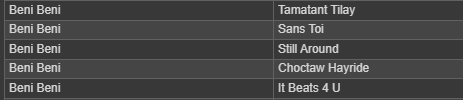 Beni Beni Tamatant Tilay
Beni Beni Sans Toi
Beni Beni Still Around
Beni Beni Choctaw Hayride
Beni Beni It Beats 4 U